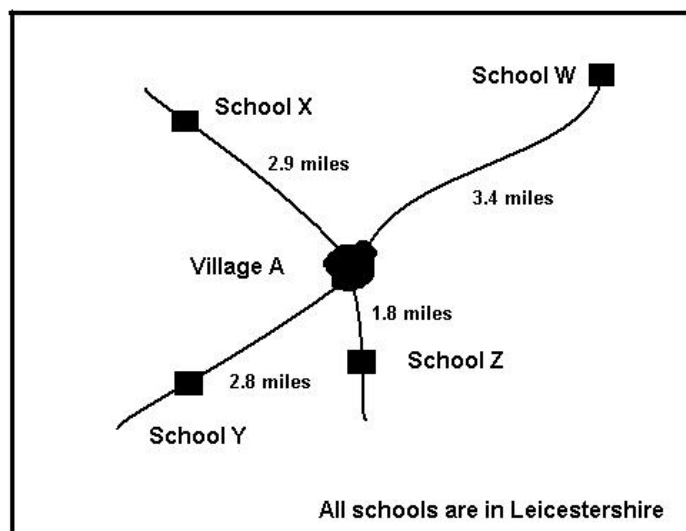 School W
School X
2.9 miles
3.4 miles
Village A
1.8 miles
School Z
2.8 miles
School Y
All schools are in Leicestershire